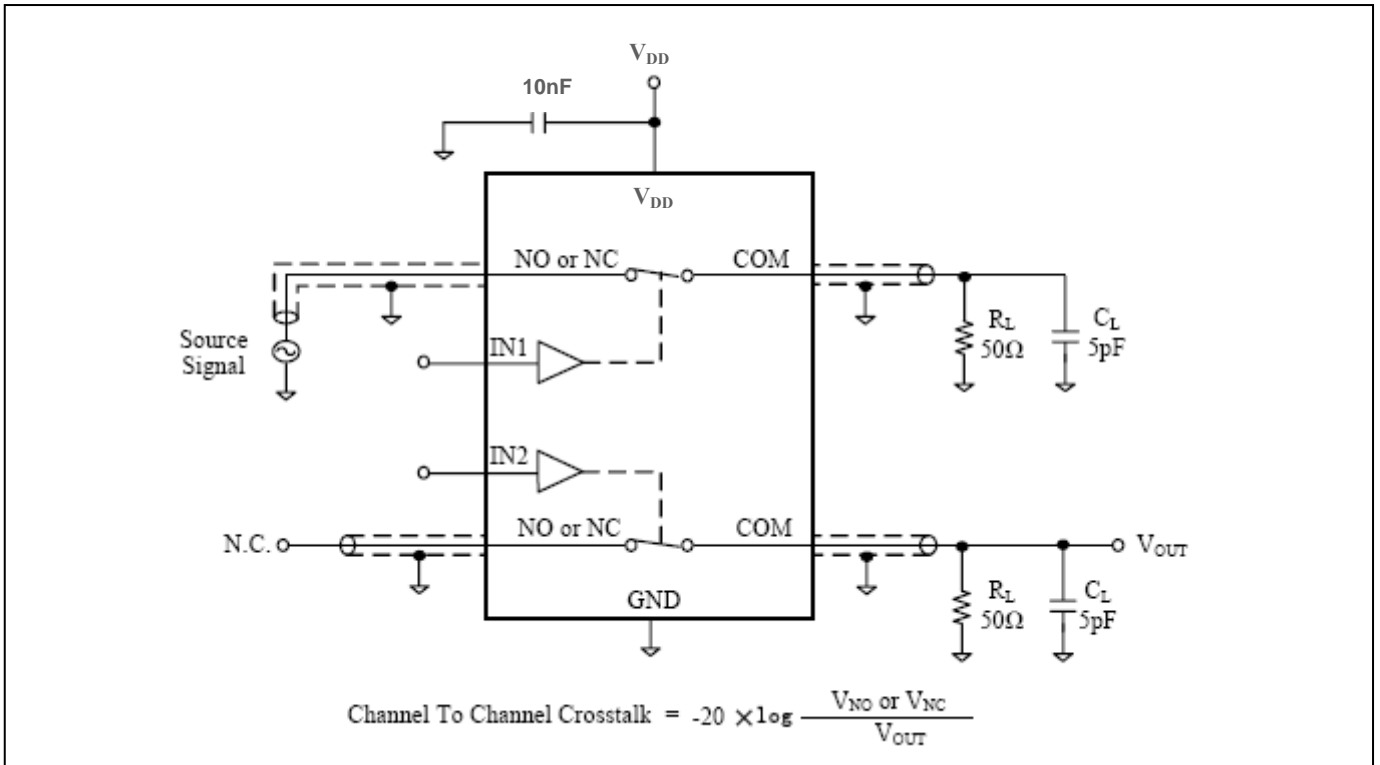 V_DD
10nF
V_DD
NO or NC
COM
Source
Signal
IN1
R_L
50Ω
C_L
5pF
IN2
N.C.
NO or NC
COM
V_OUT
GND
R_L
50Ω
C_L
5pF
Channel To Channel Crosstalk = -20 ×log V_NO or V_NC / V_OUT